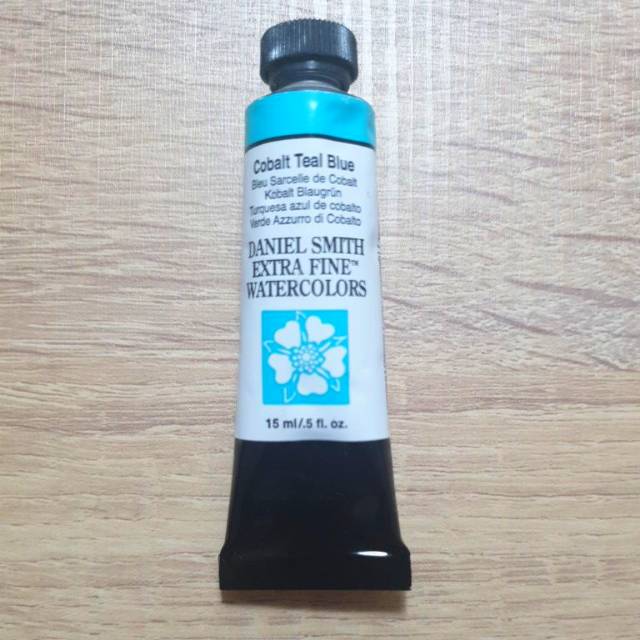 Cobalt Teal Blue
Bleu Sarcelle de Cobalt
Kobalt Blaugrün
Turquesa azul de cobalto
Verde Azzurro di Cobalto
DANIEL SMITH
EXTRA FINE™
WATERCOLORS
15 ml/.5 fl. oz.